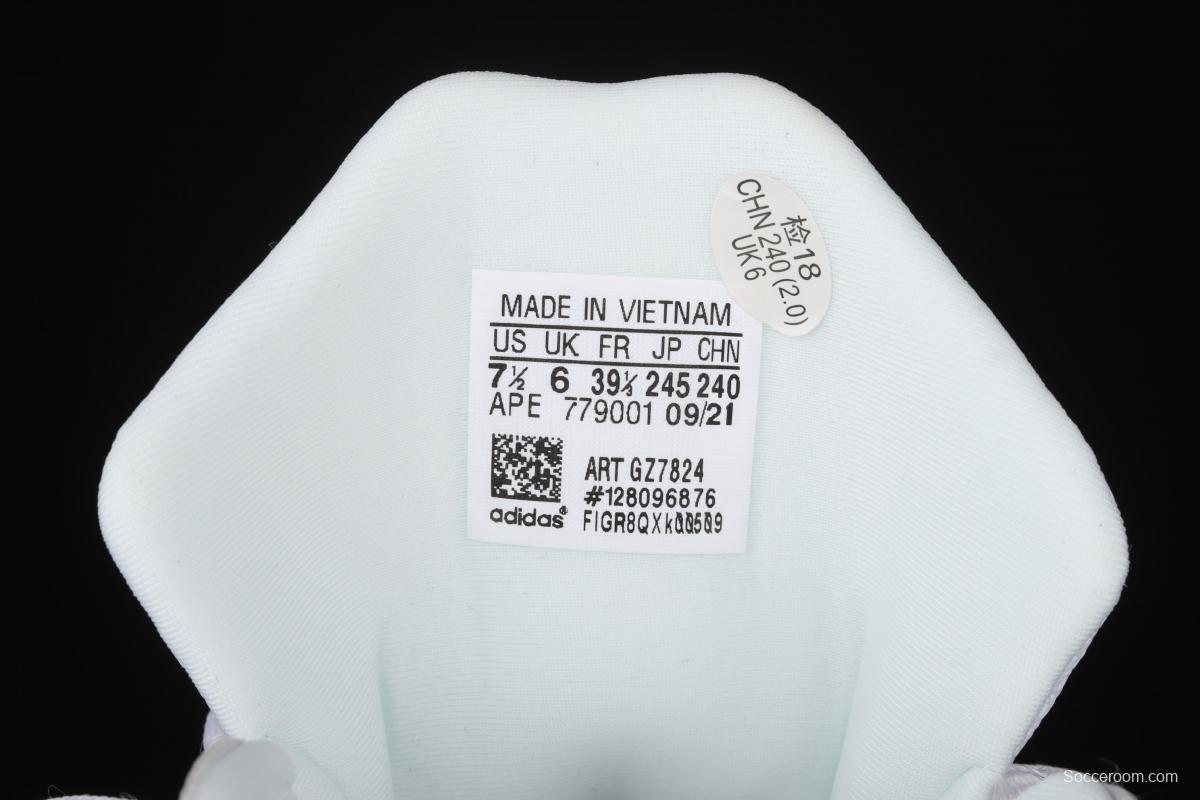 检18
CHN 240 (2.0)
UK6
MADE IN VIETNAM
US UK FR JP CHN
7½ 6 39⅓ 245 240
APE 779001 09/21
ART GZ7824
#128096876
adidas®
Soccerroom.com